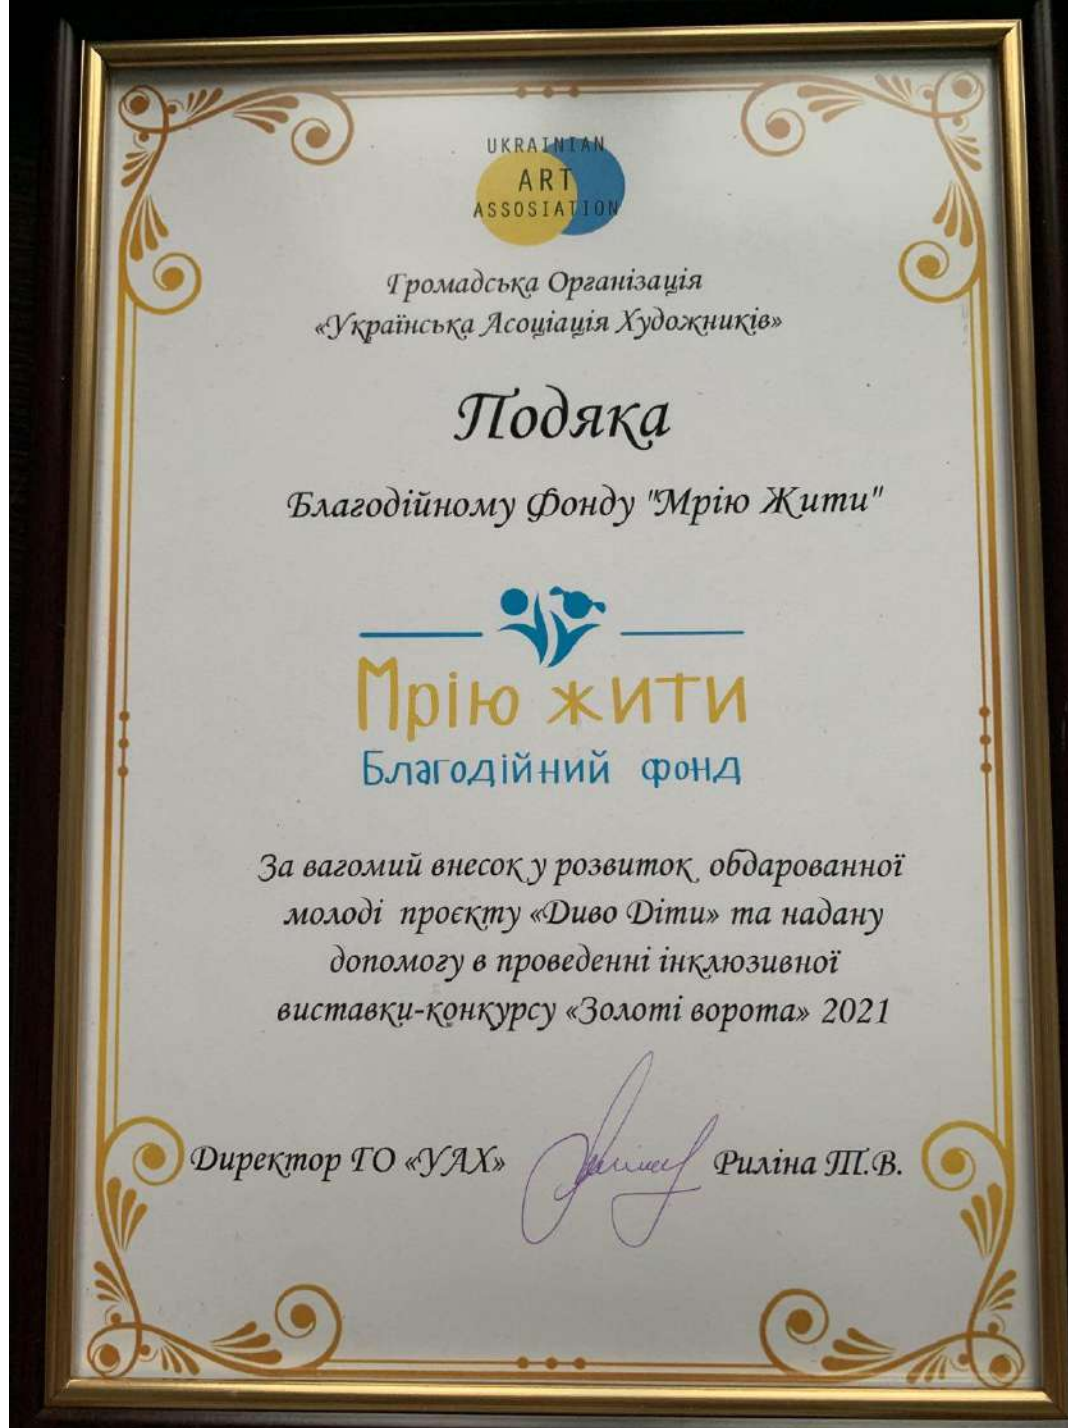 UKRAINIAN
ART
ASSOSIATION
Громадська Організація
«Українська Асоціація Художників»
Подяка
Благодійному Фонду "Мрію Жити"
Мрію жити
Благодійний фонд
За вагомий внесок у розвиток обдарованної
молоді проєкту «Диво Діти» та надану
допомогу в проведенні інклюзивної
виставки-конкурсу «Золоті ворота» 2021
Директор ГО «УАХ» Риліна Т.В.